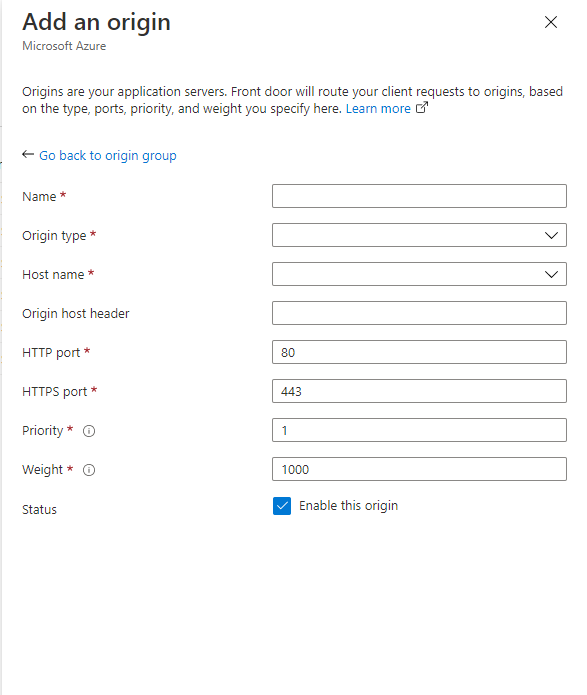 Add an origin
Microsoft Azure
Origins are your application servers. Front door will route your client requests to origins, based
on the type, ports, priority, and weight you specify here. Learn more
Go back to origin group
Name *
Origin type *
Host name *
Origin host header
HTTP port * 80
HTTPS port * 443
Priority * 1
Weight * 1000
Status Enable this origin